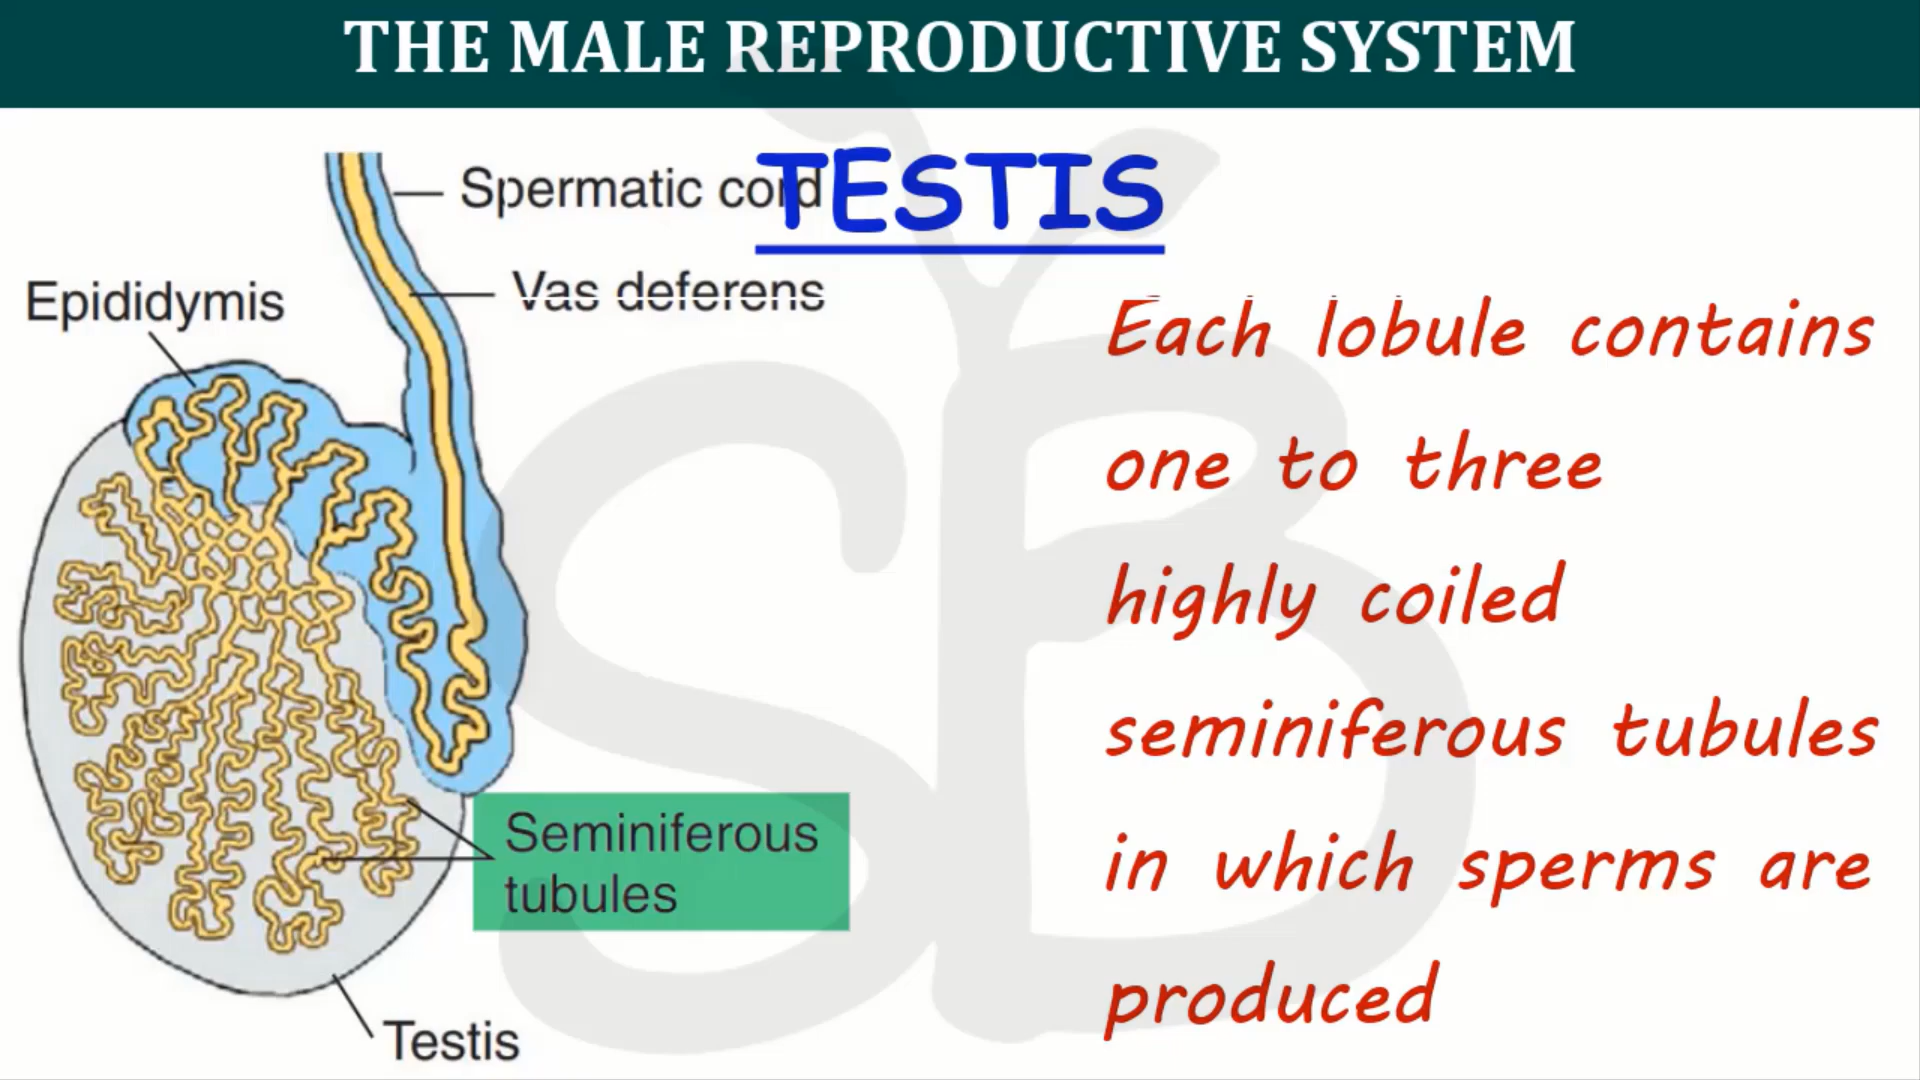 THE MALE REPRODUCTIVE SYSTEM
TESTIS
Spermatic cord
Vas deferens
Epididymis
Seminiferous
tubules
Testis
Each lobule contains
one to three
highly coiled
seminiferous tubules
in which sperms are
produced
SB